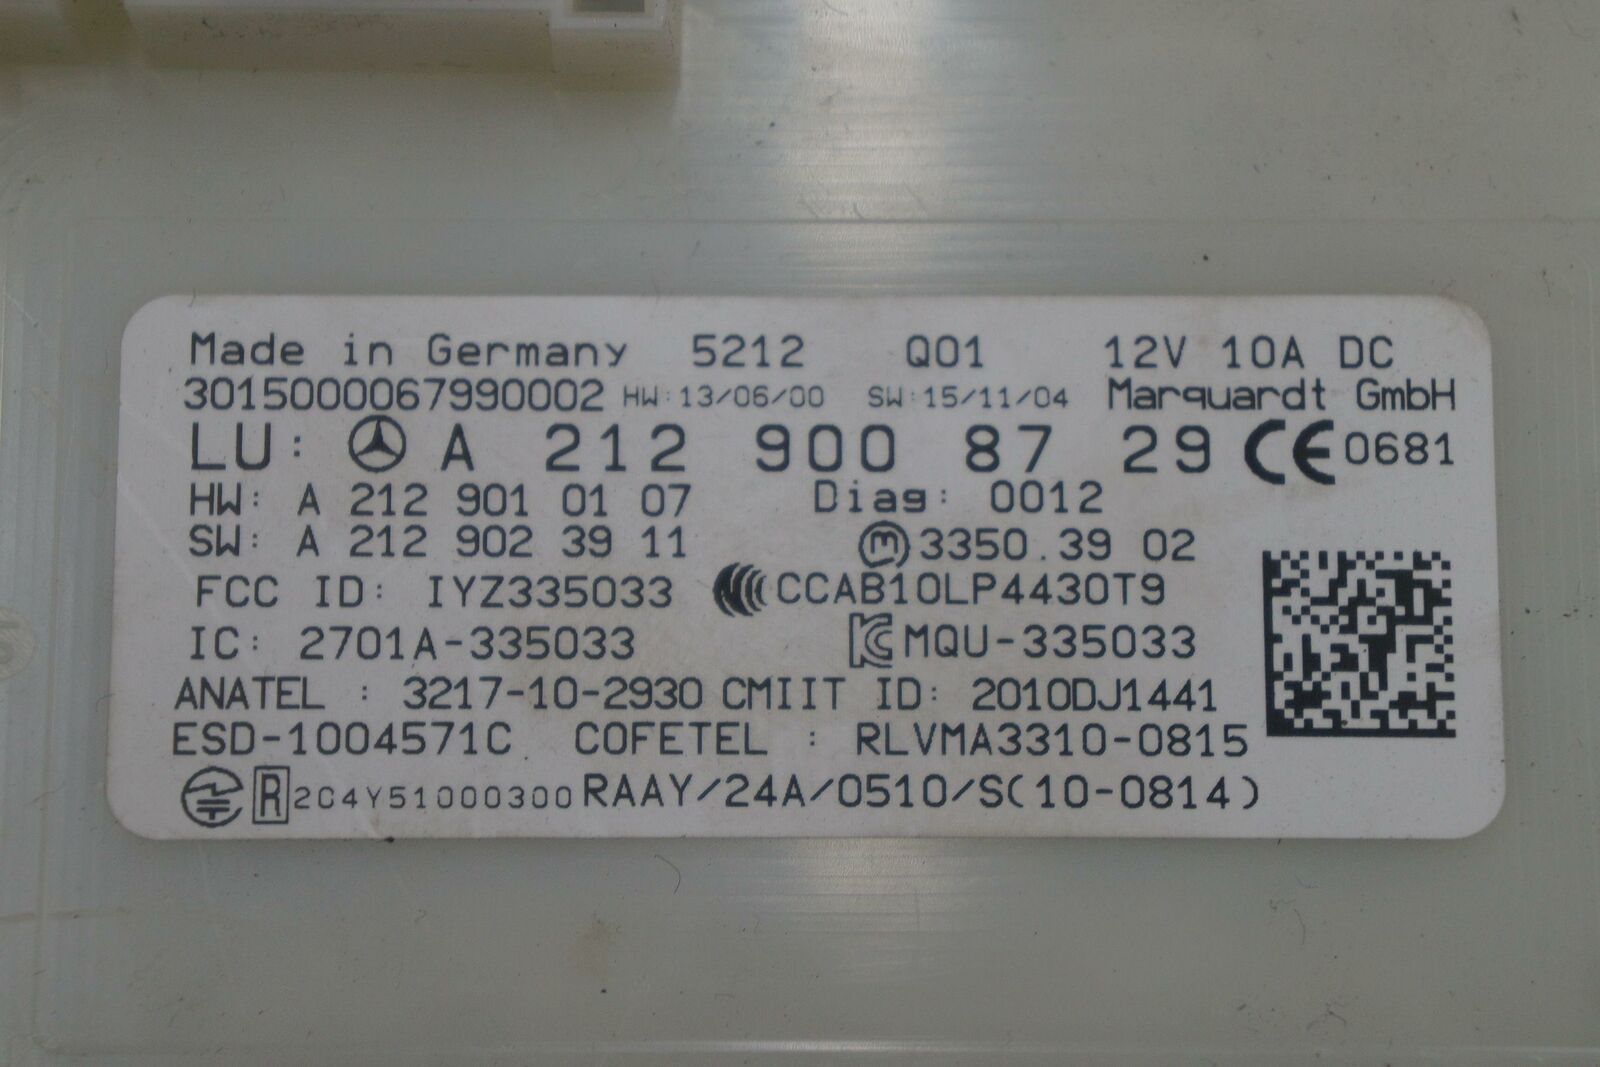 Made in Germany 5212 Q01 12V 10A DC
3015000067990002 HW:13/06/00 SW:15/11/04 Marquardt GmbH
LU: A 212 900 87 29 CE 0681
HW: A 212 901 01 07 Diag: 0012
SW: A 212 902 39 11 m 3350.39 02
FCC ID: IYZ335033 CCAB10LP4430T9
IC: 2701A-335033 KC MQU-335033
ANATEL : 3217-10-2930 CMIIT ID: 2010DJ1441
ESD-1004571C COFETEL : RLVMA3310-0815
R 204Y51000300 RAAY/24A/0510/S(10-0814)